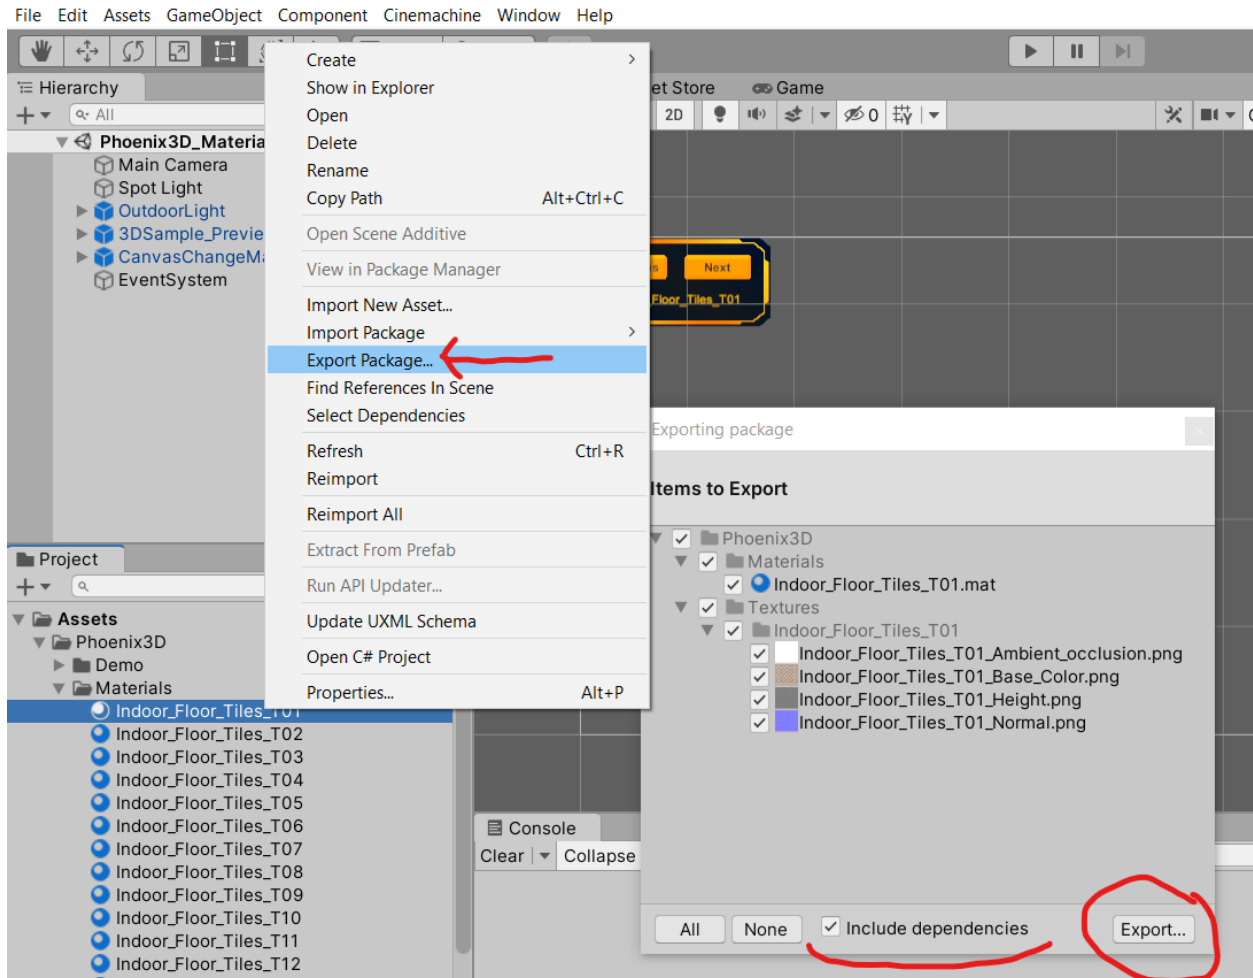 File Edit Assets GameObject Component Cinemachine Window Help
Hierarchy
All
Phoenix3D_Materia
Main Camera
Spot Light
OutdoorLight
3DSample_Previe
CanvasChangeMa
EventSystem
Create
Show in Explorer
Open
Delete
Rename
Copy Path Alt+Ctrl+C
Open Scene Additive
View in Package Manager
Import New Asset...
Import Package
Export Package...
Find References In Scene
Select Dependencies
Refresh Ctrl+R
Reimport
Reimport All
Extract From Prefab
Run API Updater...
Update UXML Schema
Open C# Project
Properties... Alt+P
et Store Game
2D 0
Next
Floor_Tiles_T01
Project
Assets
Phoenix3D
Demo
Materials
Indoor_Floor_Tiles_T01
Indoor_Floor_Tiles_T02
Indoor_Floor_Tiles_T03
Indoor_Floor_Tiles_T04
Indoor_Floor_Tiles_T05
Indoor_Floor_Tiles_T06
Indoor_Floor_Tiles_T07
Indoor_Floor_Tiles_T08
Indoor_Floor_Tiles_T09
Indoor_Floor_Tiles_T10
Indoor_Floor_Tiles_T11
Indoor_Floor_Tiles_T12
Console
Clear Collapse
Exporting package
Items to Export
Phoenix3D
Materials
Indoor_Floor_Tiles_T01.mat
Textures
Indoor_Floor_Tiles_T01
Indoor_Floor_Tiles_T01_Ambient_occlusion.png
Indoor_Floor_Tiles_T01_Base_Color.png
Indoor_Floor_Tiles_T01_Height.png
Indoor_Floor_Tiles_T01_Normal.png
All None Include dependencies Export...